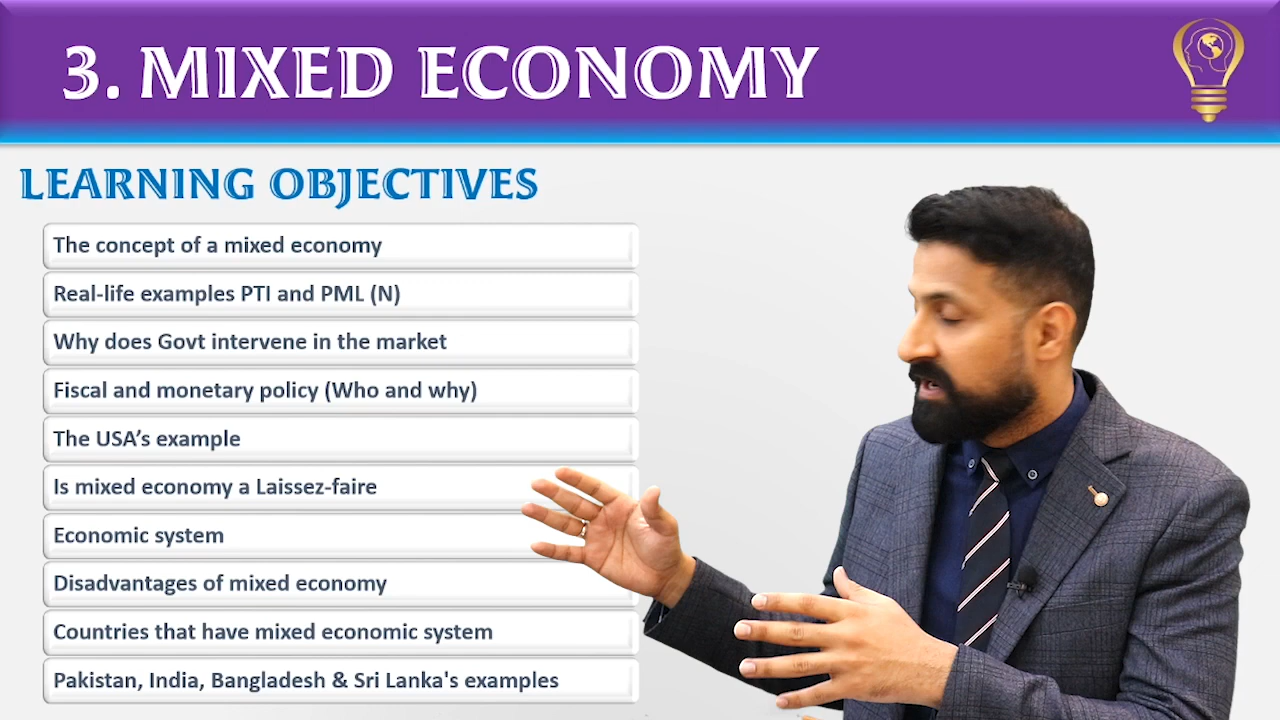 3. MIXED ECONOMY
LEARNING OBJECTIVES
The concept of a mixed economy
Real-life examples PTI and PML (N)
Why does Govt intervene in the market
Fiscal and monetary policy (Who and why)
The USA’s example
Is mixed economy a Laissez-faire
Economic system
Disadvantages of mixed economy
Countries that have mixed economic system
Pakistan, India, Bangladesh & Sri Lanka's examples